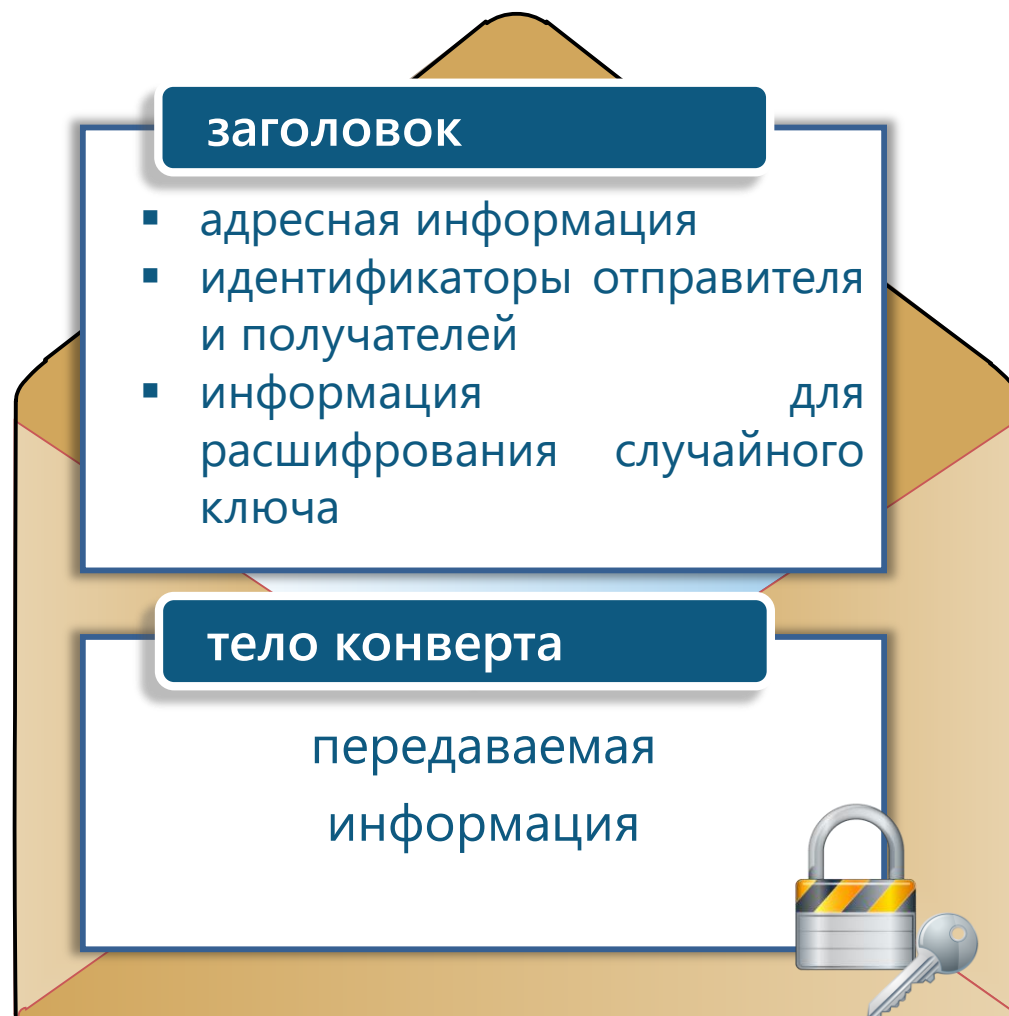 заголовок
▪ адресная информация
▪ идентификаторы отправителя
и получателей
▪ информация для
расшифрования случайного
ключа
тело конверта
передаваемая
информация